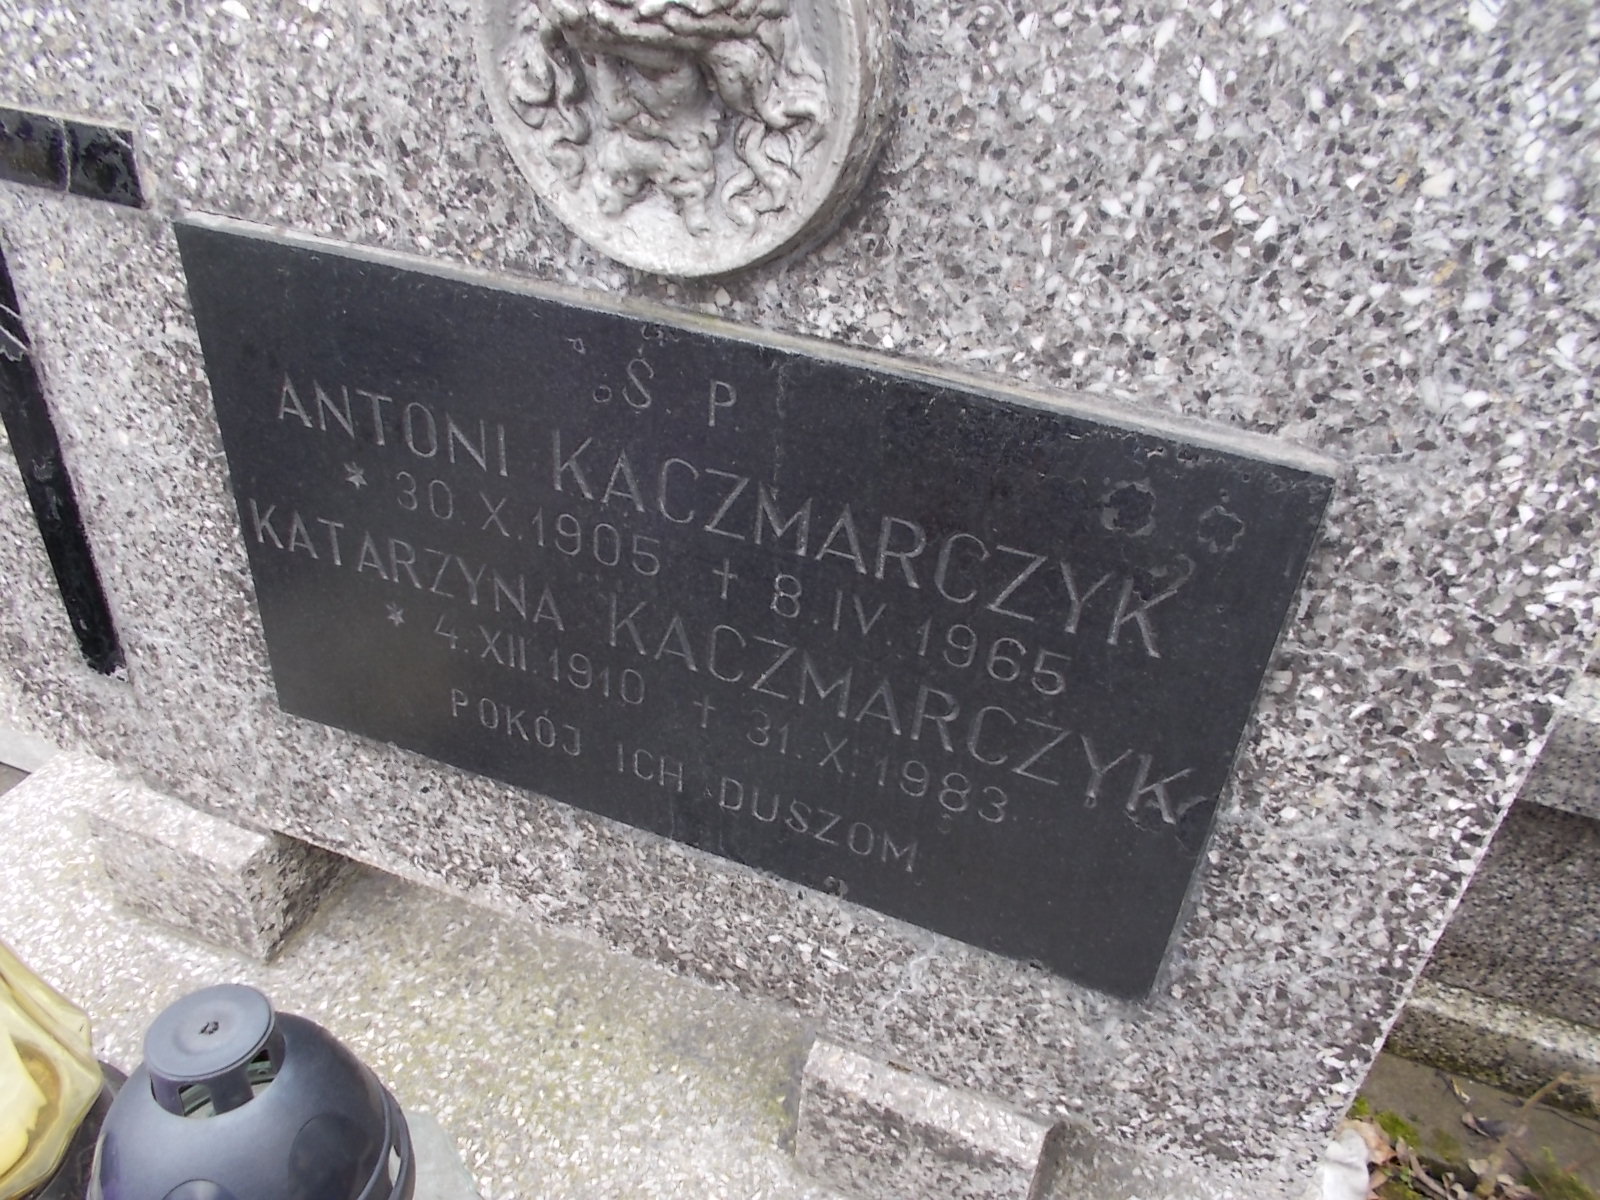 Ś. P.
ANTONI KACZMARCZYK
* 30. X. 1905 † 8. IV. 1965
KATARZYNA KACZMARCZYK
* 4. XII. 1910 † 31. X. 1983
POKÓJ ICH DUSZOM